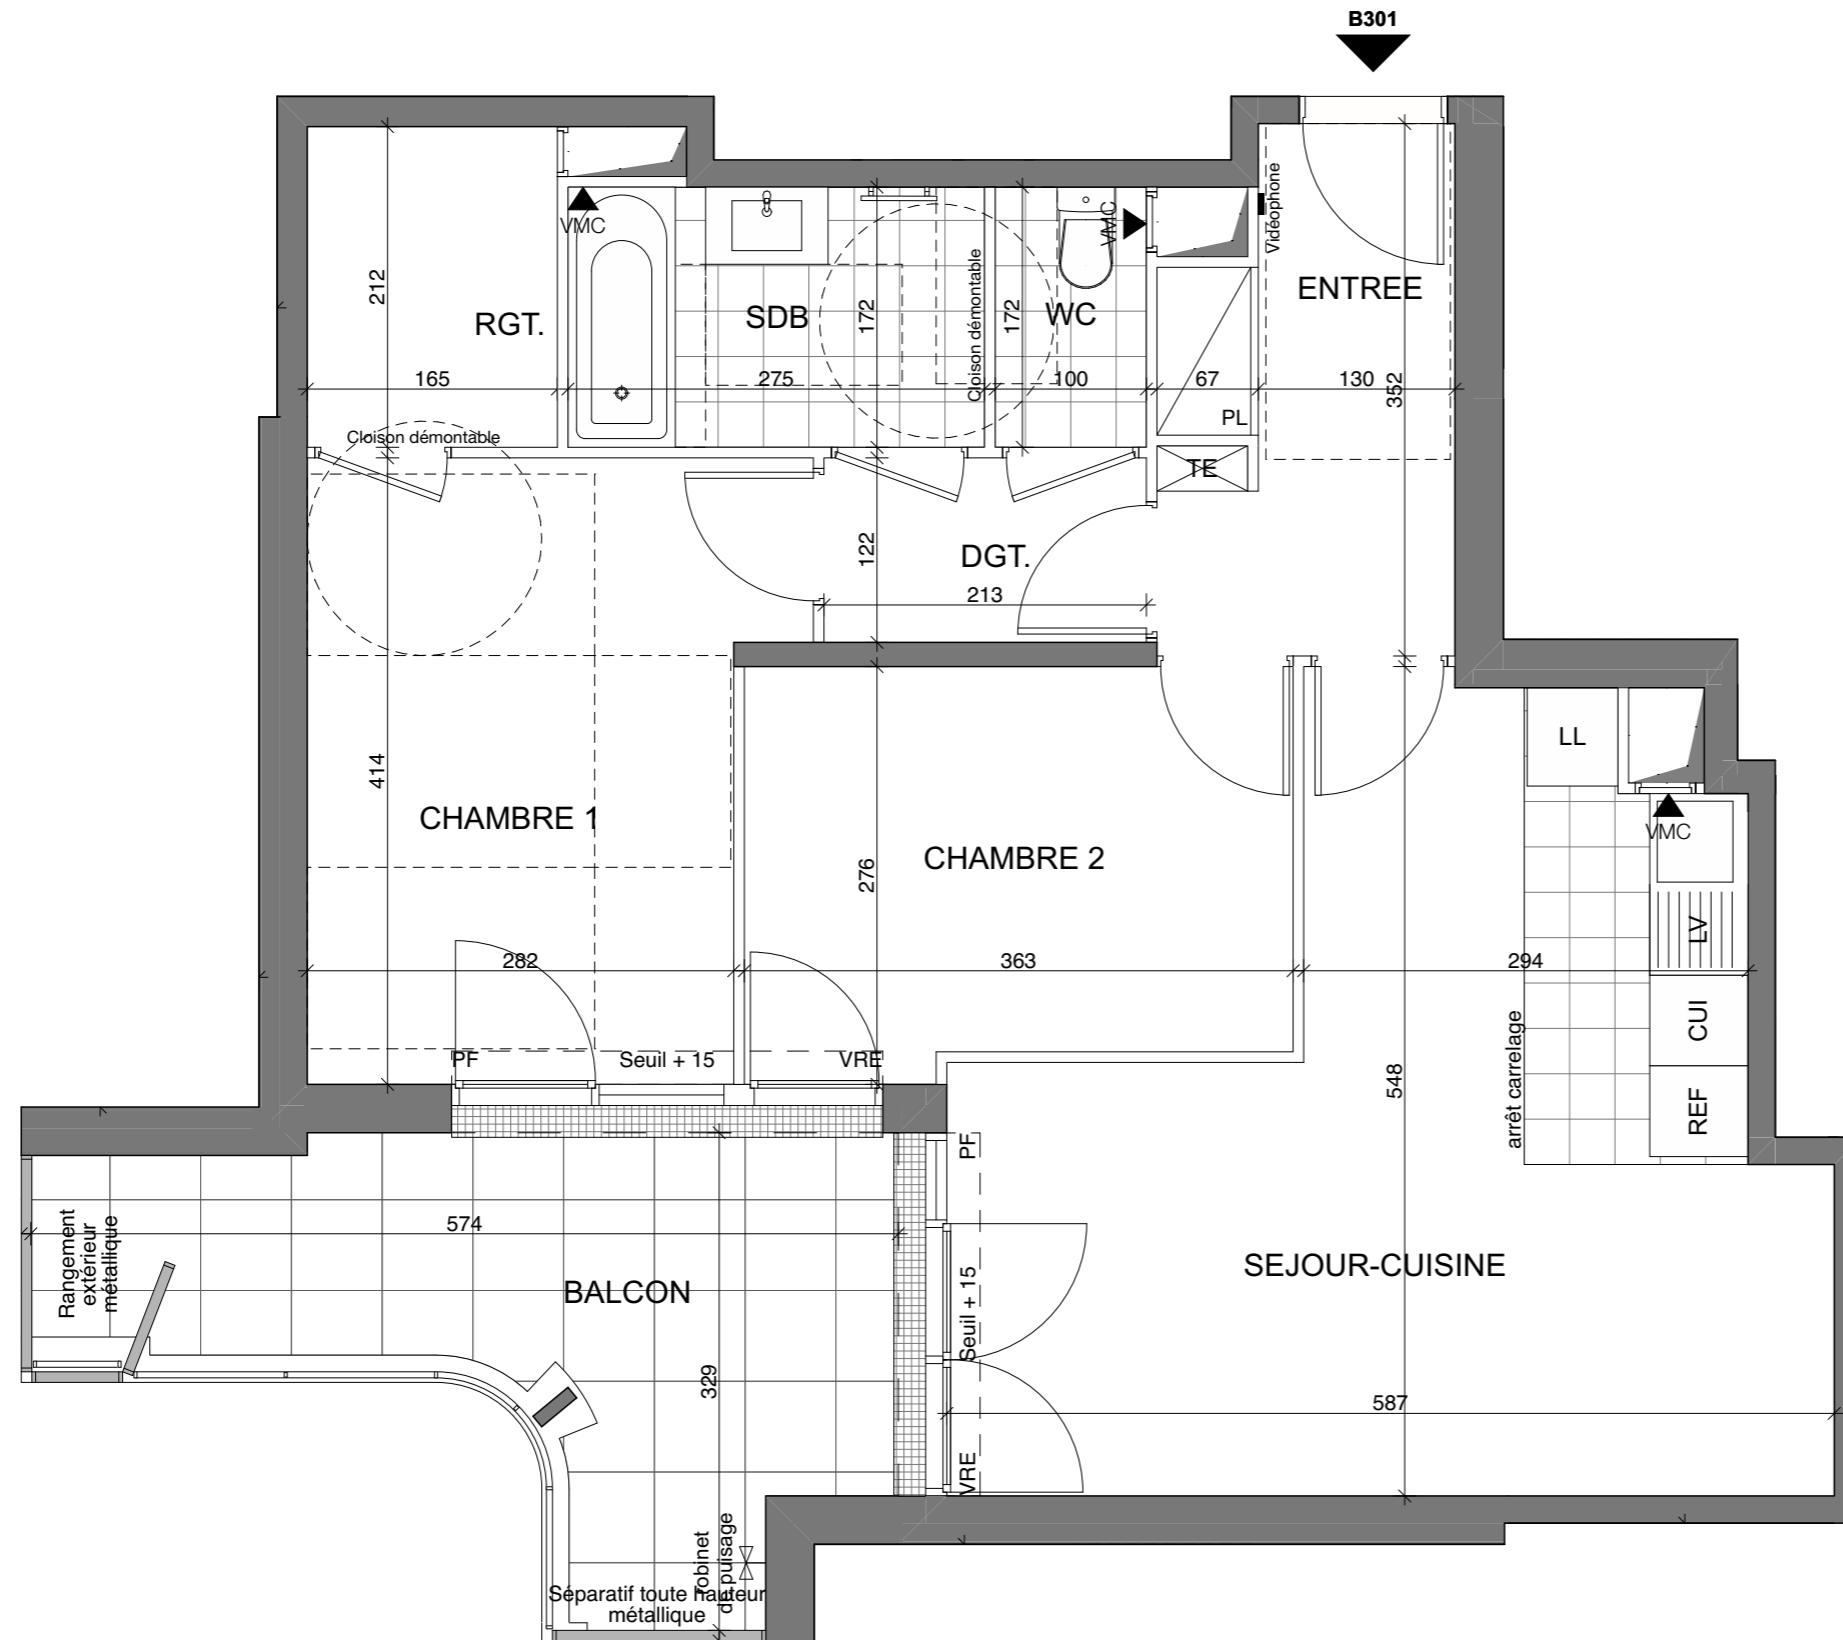 B301
Vidéophone
VMC
VMC
212
172
Cloison démontable
172
ENTREE
RGT.
SDB
WC
165
275
100
67
130
352
PL
Cloison démontable
TE
122
DGT.
213
LL
414
CHAMBRE 1
VMC
CHAMBRE 2
276
LV
282
363
294
CUI
arrêt carrelage
PF
Seuil + 15
VRE
548
REF
PF
574
Rangement
extérieur
métallique
BALCON
SEJOUR-CUISINE
Seuil + 15
329
587
VRE
robinet
de puisage
Séparatif toute hauteur
métallique